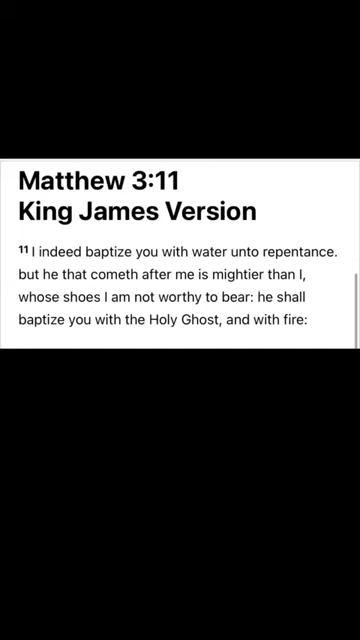 Matthew 3:11
King James Version
11 I indeed baptize you with water unto repentance.
but he that cometh after me is mightier than I,
whose shoes I am not worthy to bear: he shall
baptize you with the Holy Ghost, and with fire: